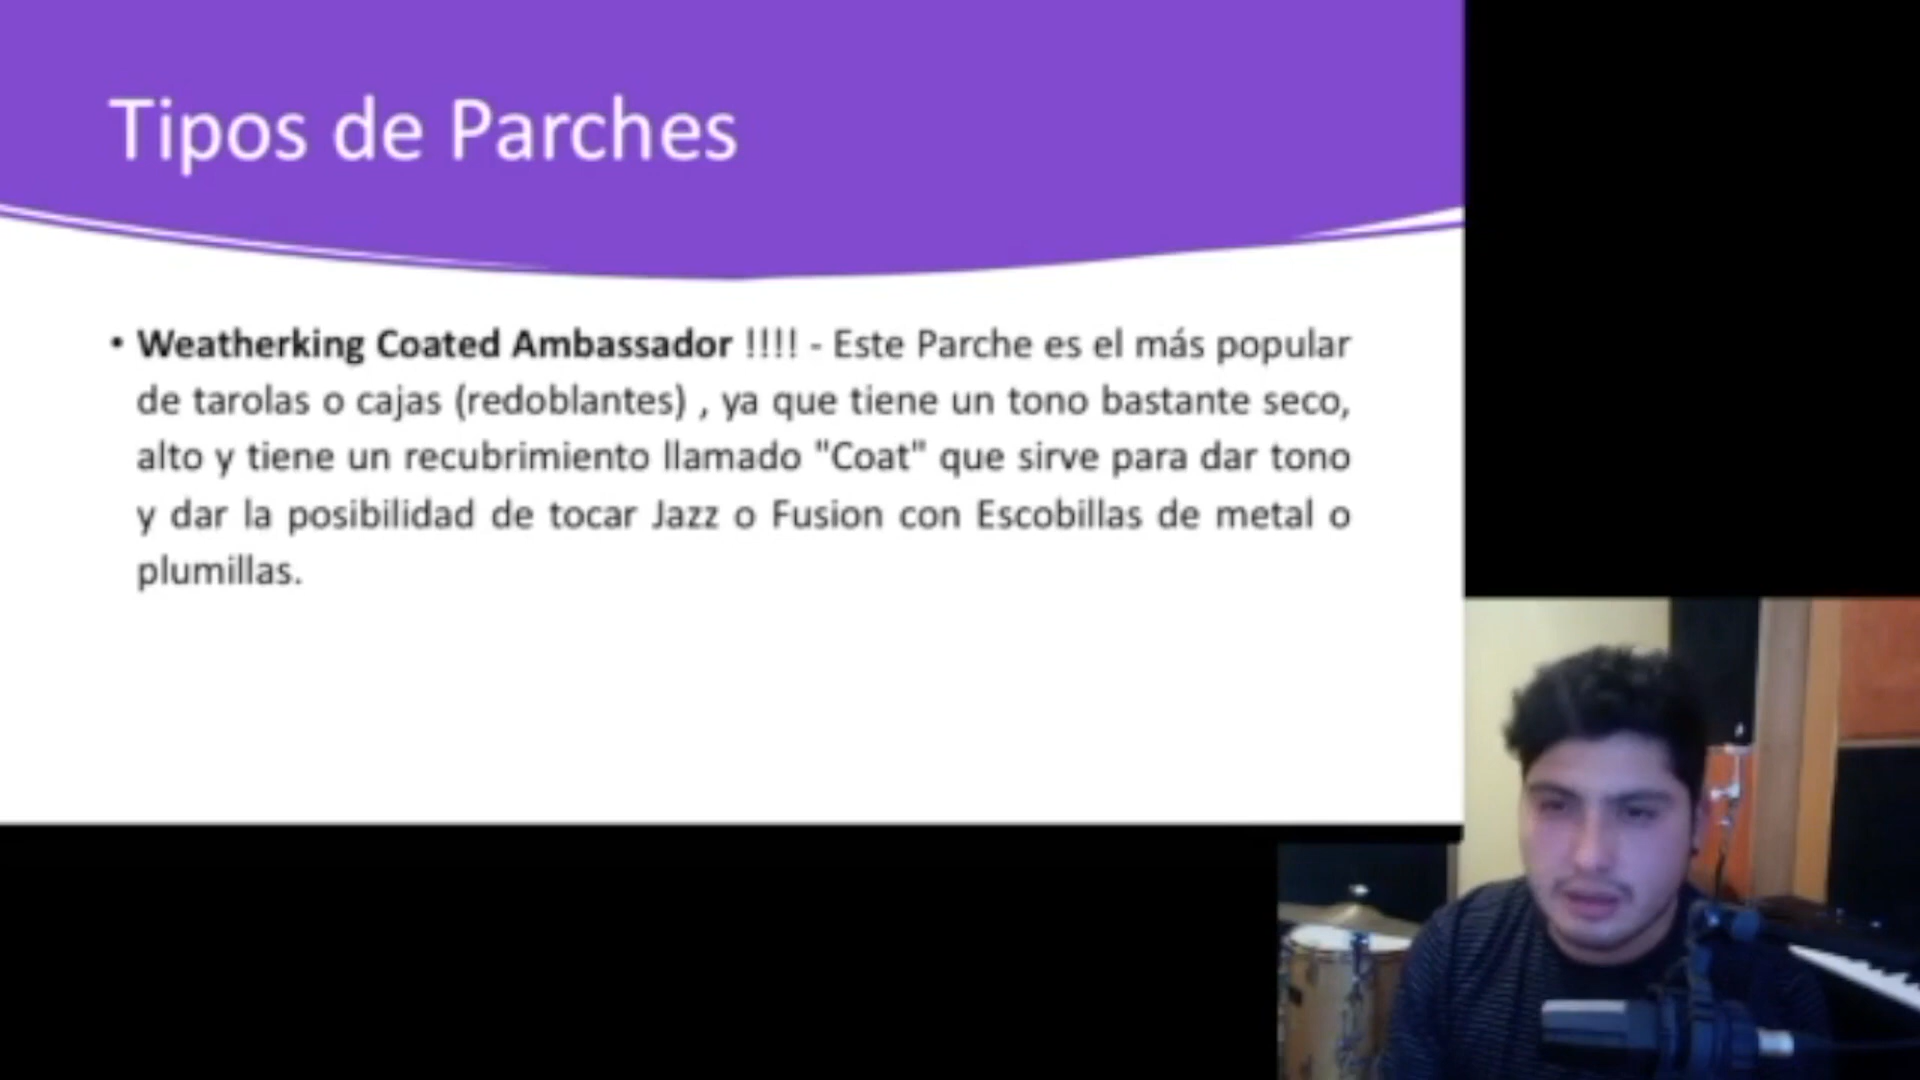 Tipos de Parches
• Weatherking Coated Ambassador !!!! - Este Parche es el más popular
de tarolas o cajas (redoblantes) , ya que tiene un tono bastante seco,
alto y tiene un recubrimiento llamado "Coat" que sirve para dar tono
y dar la posibilidad de tocar Jazz o Fusion con Escobillas de metal o
plumillas.